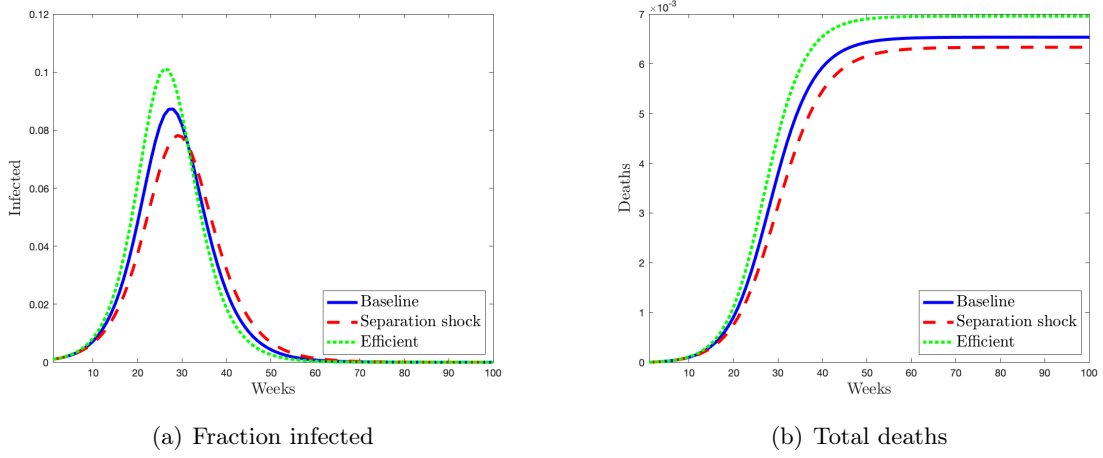 0.12
0.1
0.08
0.06
0.04
0.02
0
Infected
10 20 30 40 50 60 70 80 90 100
Weeks
Baseline
Separation shock
Efficient
(a) Fraction infected
×10⁻³
7
6
5
4
3
2
1
0
Deaths
10 20 30 40 50 60 70 80 90 100
Weeks
Baseline
Separation shock
Efficient
(b) Total deaths